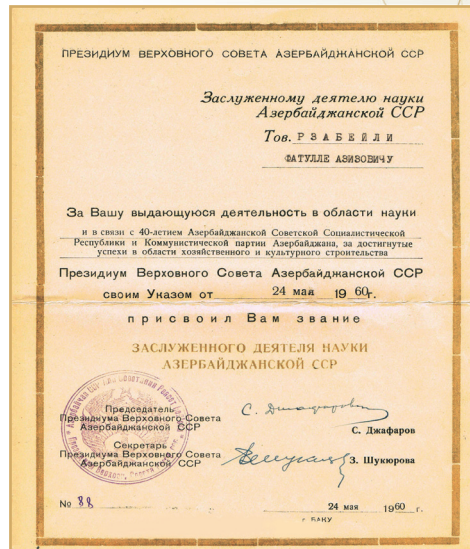 ПРЕЗИДИУМ ВЕРХОВНОГО СОВЕТА АЗЕРБАЙДЖАНСКОЙ ССР
Заслуженному деятелю науки
Азербайджанской ССР
Тов. РЗАБЕЙЛИ
ФАТУЛЛЕ АЗИЗОВИЧУ
За Вашу выдающуюся деятельность в области науки
и в связи с 40-летием Азербайджанской Советской Социалистической
Республики и Коммунистической партии Азербайджана, за достигнутые
успехи в области хозяйственного и культурного строительства
Президиум Верховного Совета Азербайджанской ССР
своим Указом от 24 мая 1960г.
присвоил Вам звание
ЗАСЛУЖЕННОГО ДЕЯТЕЛЯ НАУКИ
АЗЕРБАЙДЖАНСКОЙ ССР
Председатель
Президиума Верховного Совета
Азербайджанской ССР
С. Джафаров
Секретарь
Президиума Верховного Совета
Азербайджанской ССР
З. Шукюрова
№ 88
24 мая 1960 г.
г. БАКУ